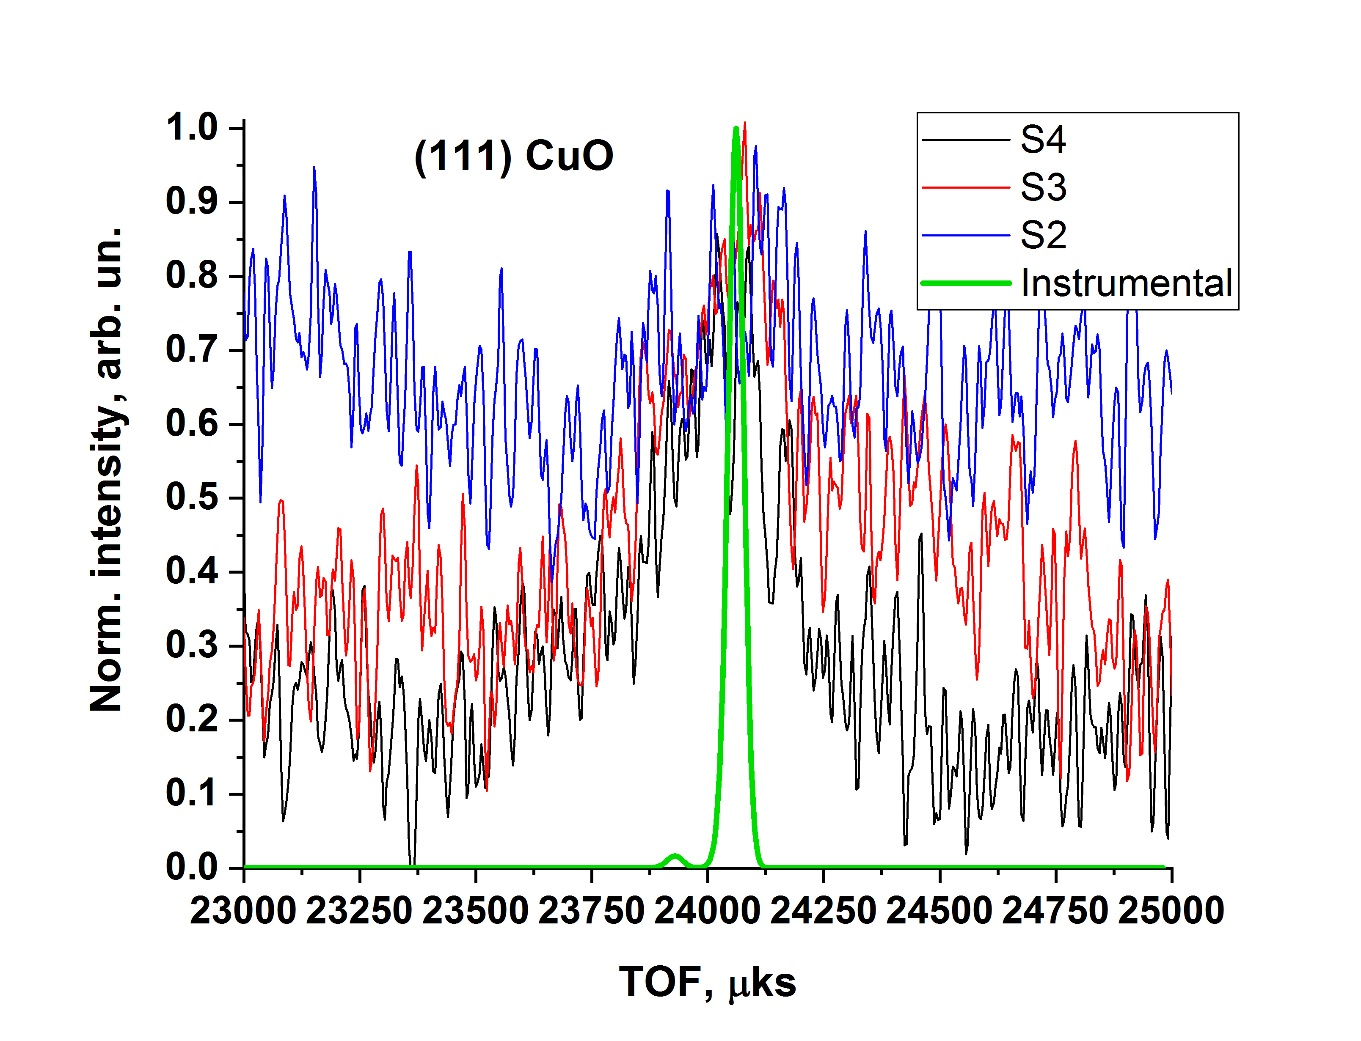 (111) CuO
S4
S3
S2
Instrumental
Norm. intensity, arb. un.
1.0
0.9
0.8
0.7
0.6
0.5
0.4
0.3
0.2
0.1
0.0
23000 23250 23500 23750 24000 24250 24500 24750 25000
TOF, μks